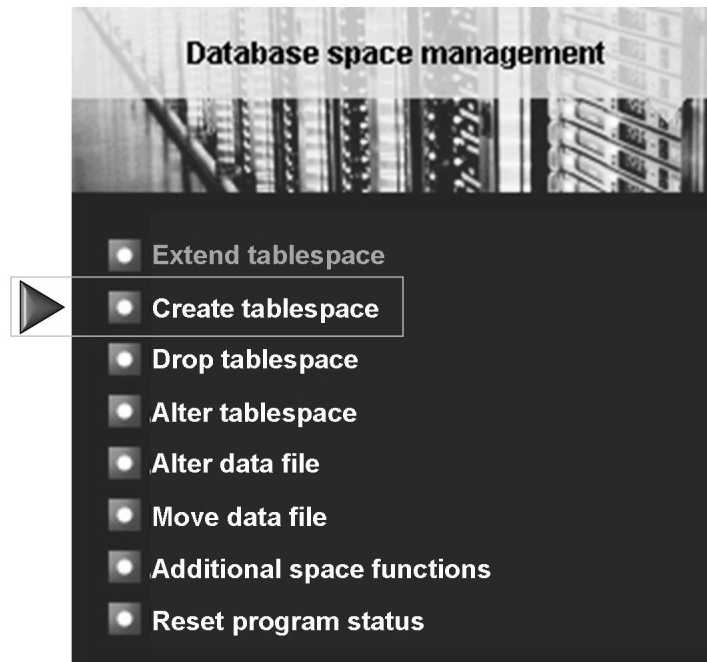 Database space management
Extend tablespace
Create tablespace
Drop tablespace
Alter tablespace
Alter data file
Move data file
Additional space functions
Reset program status